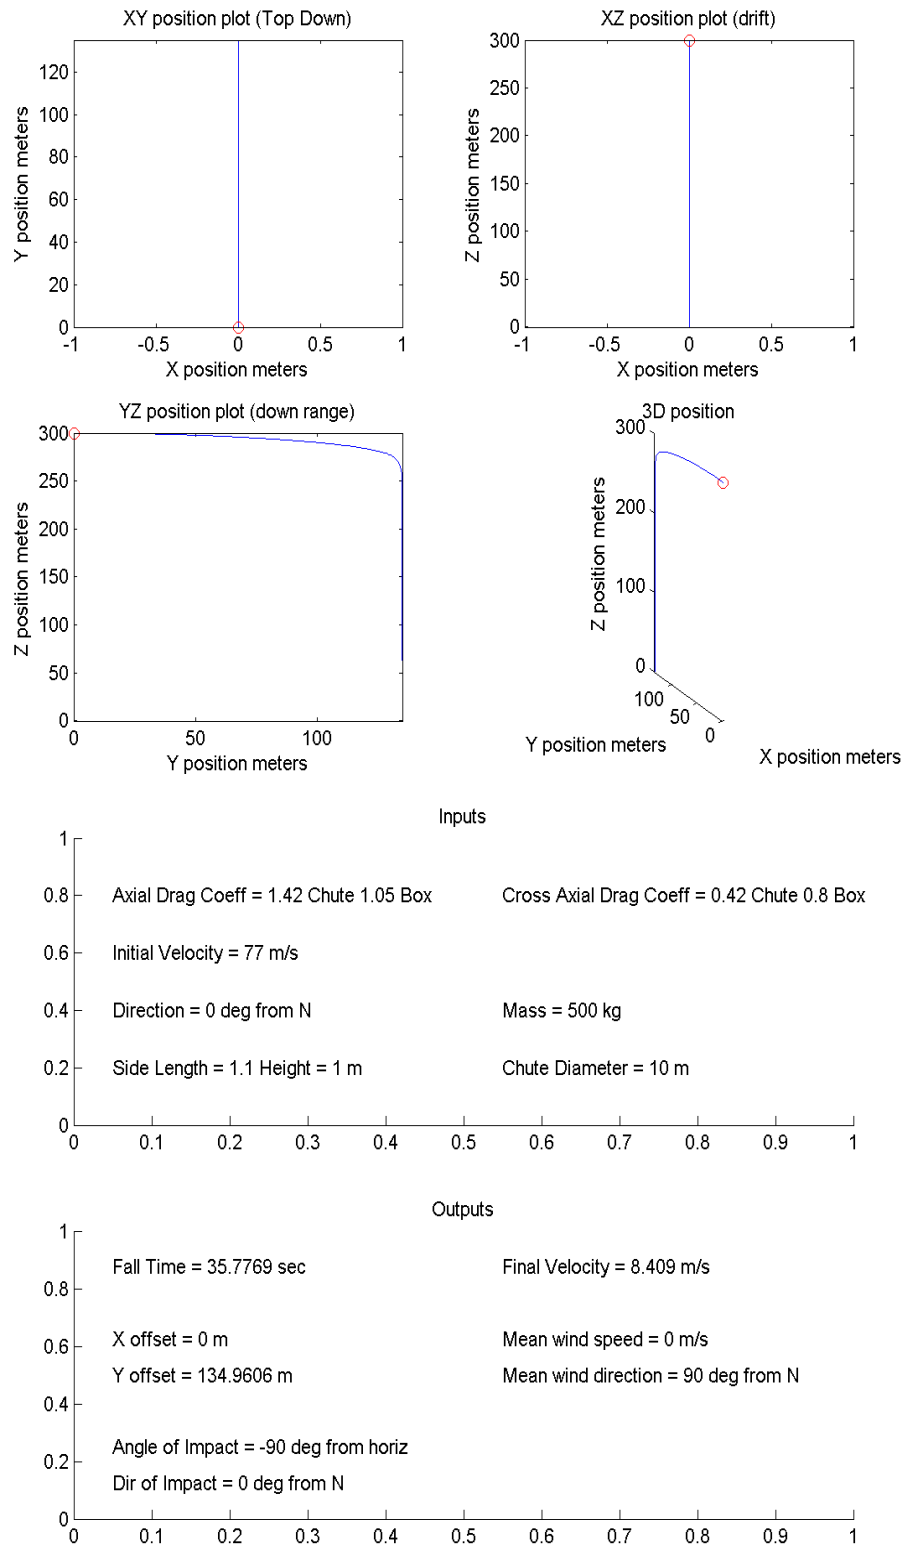 XY position plot (Top Down)
120
100
80
60
40
20
0
Y position meters
-1 -0.5 0 0.5 1
X position meters
XZ position plot (drift)
300
250
200
150
100
50
0
Z position meters
-1 -0.5 0 0.5 1
X position meters
YZ position plot (down range)
300
250
200
150
100
50
0
Z position meters
0 50 100
Y position meters
3D position
300
200
100
0
Z position meters
100
50
0
Y position meters
X position meters
Inputs
1
0.8
0.6
0.4
0.2
0
Axial Drag Coeff = 1.42 Chute 1.05 Box
Cross Axial Drag Coeff = 0.42 Chute 0.8 Box
Initial Velocity = 77 m/s
Direction = 0 deg from N
Mass = 500 kg
Side Length = 1.1 Height = 1 m
Chute Diameter = 10 m
0 0.1 0.2 0.3 0.4 0.5 0.6 0.7 0.8 0.9 1
Outputs
1
0.8
0.6
0.4
0.2
0
Fall Time = 35.7769 sec
Final Velocity = 8.409 m/s
X offset = 0 m
Mean wind speed = 0 m/s
Y offset = 134.9606 m
Mean wind direction = 90 deg from N
Angle of Impact = -90 deg from horiz
Dir of Impact = 0 deg from N
0 0.1 0.2 0.3 0.4 0.5 0.6 0.7 0.8 0.9 1